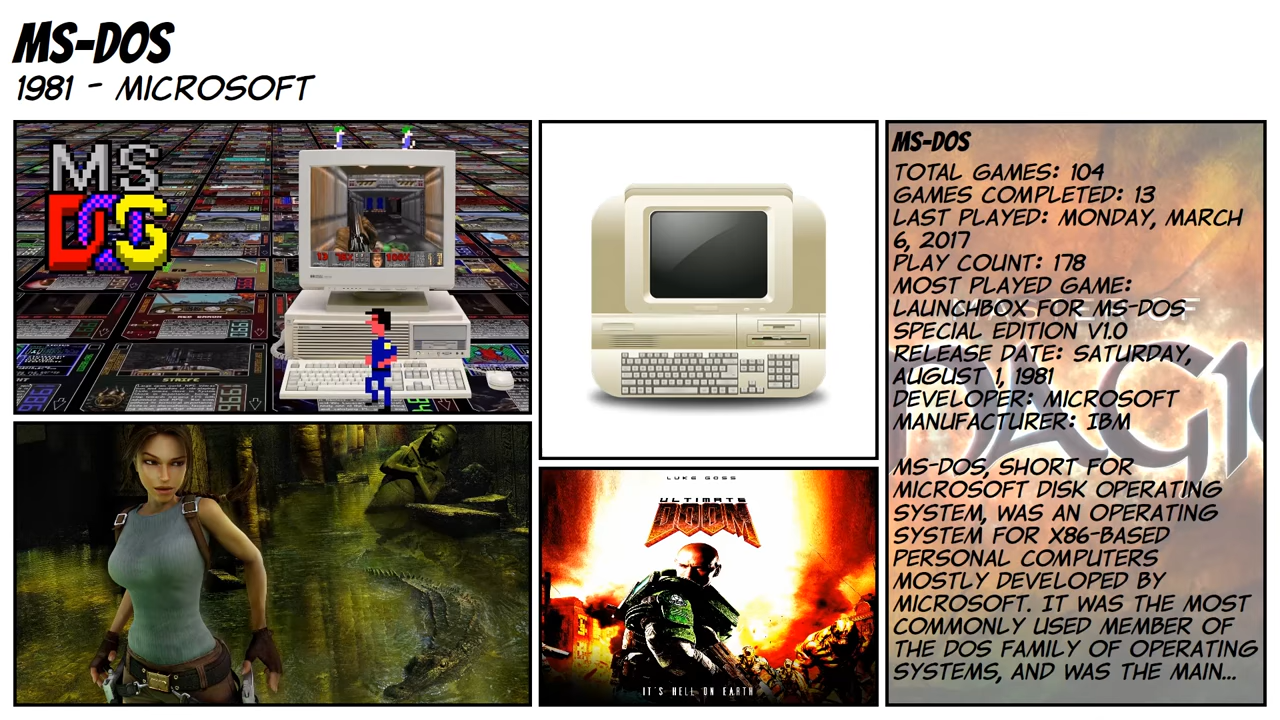 MS-DOS
1981 - MICROSOFT
MS
DOS
STRIFE
LUKE GOSS
ULTIMATE
DOOM
IT'S HELL ON EARTH
MS-DOS
TOTAL GAMES: 104
GAMES COMPLETED: 13
LAST PLAYED: MONDAY, MARCH
6, 2017
PLAY COUNT: 178
MOST PLAYED GAME:
LAUNCHBOX FOR MS-DOS
SPECIAL EDITION V1.0
RELEASE DATE: SATURDAY,
AUGUST 1, 1981
DEVELOPER: MICROSOFT
MANUFACTURER: IBM
MS-DOS, SHORT FOR
MICROSOFT DISK OPERATING
SYSTEM, WAS AN OPERATING
SYSTEM FOR X86-BASED
PERSONAL COMPUTERS
MOSTLY DEVELOPED BY
MICROSOFT. IT WAS THE MOST
COMMONLY USED MEMBER OF
THE DOS FAMILY OF OPERATING
SYSTEMS, AND WAS THE MAIN...